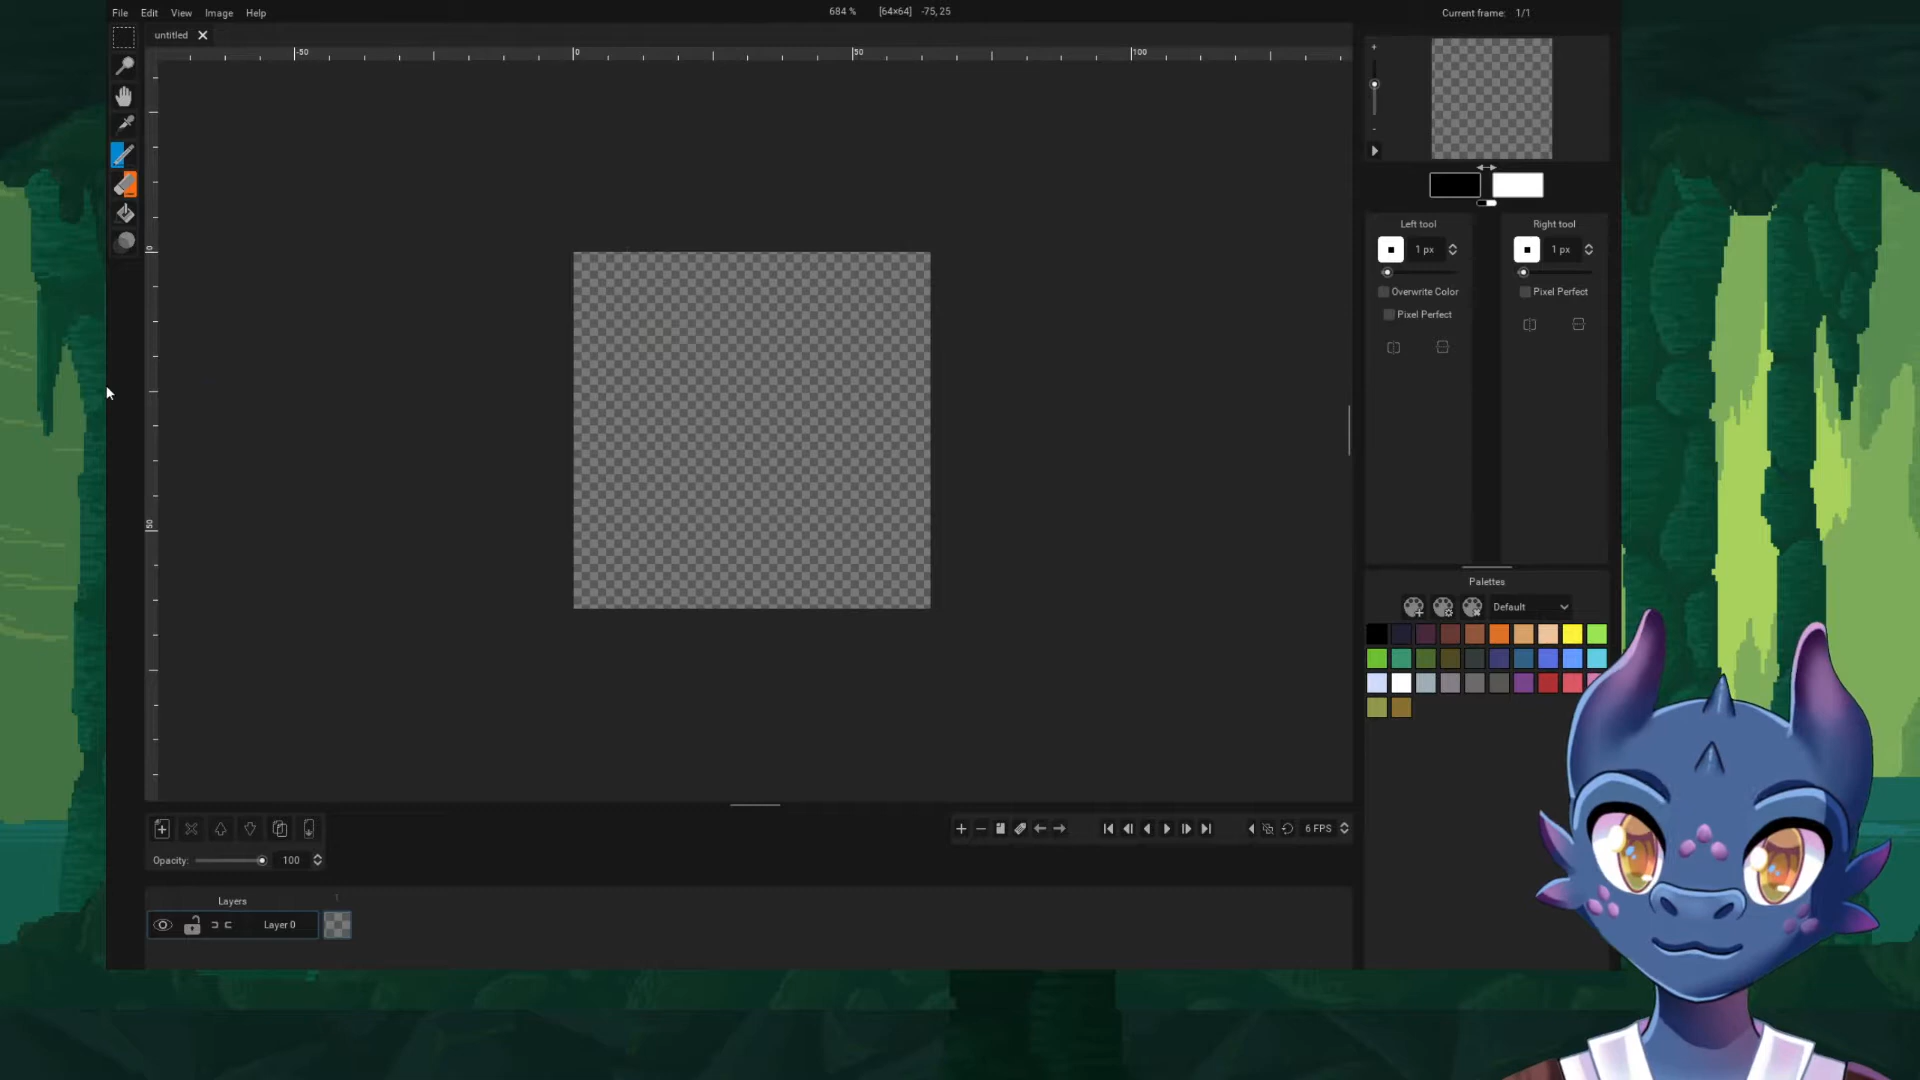 File Edit View Image Help
684 % [64×64] -75, 25
Current frame: 1/1
untitled
-50 0 50 100
0
50
Left tool
Right tool
1 px
1 px
Overwrite Color
Pixel Perfect
Pixel Perfect
Palettes
Default
6 FPS
Opacity: 100
Layers
1
Layer 0